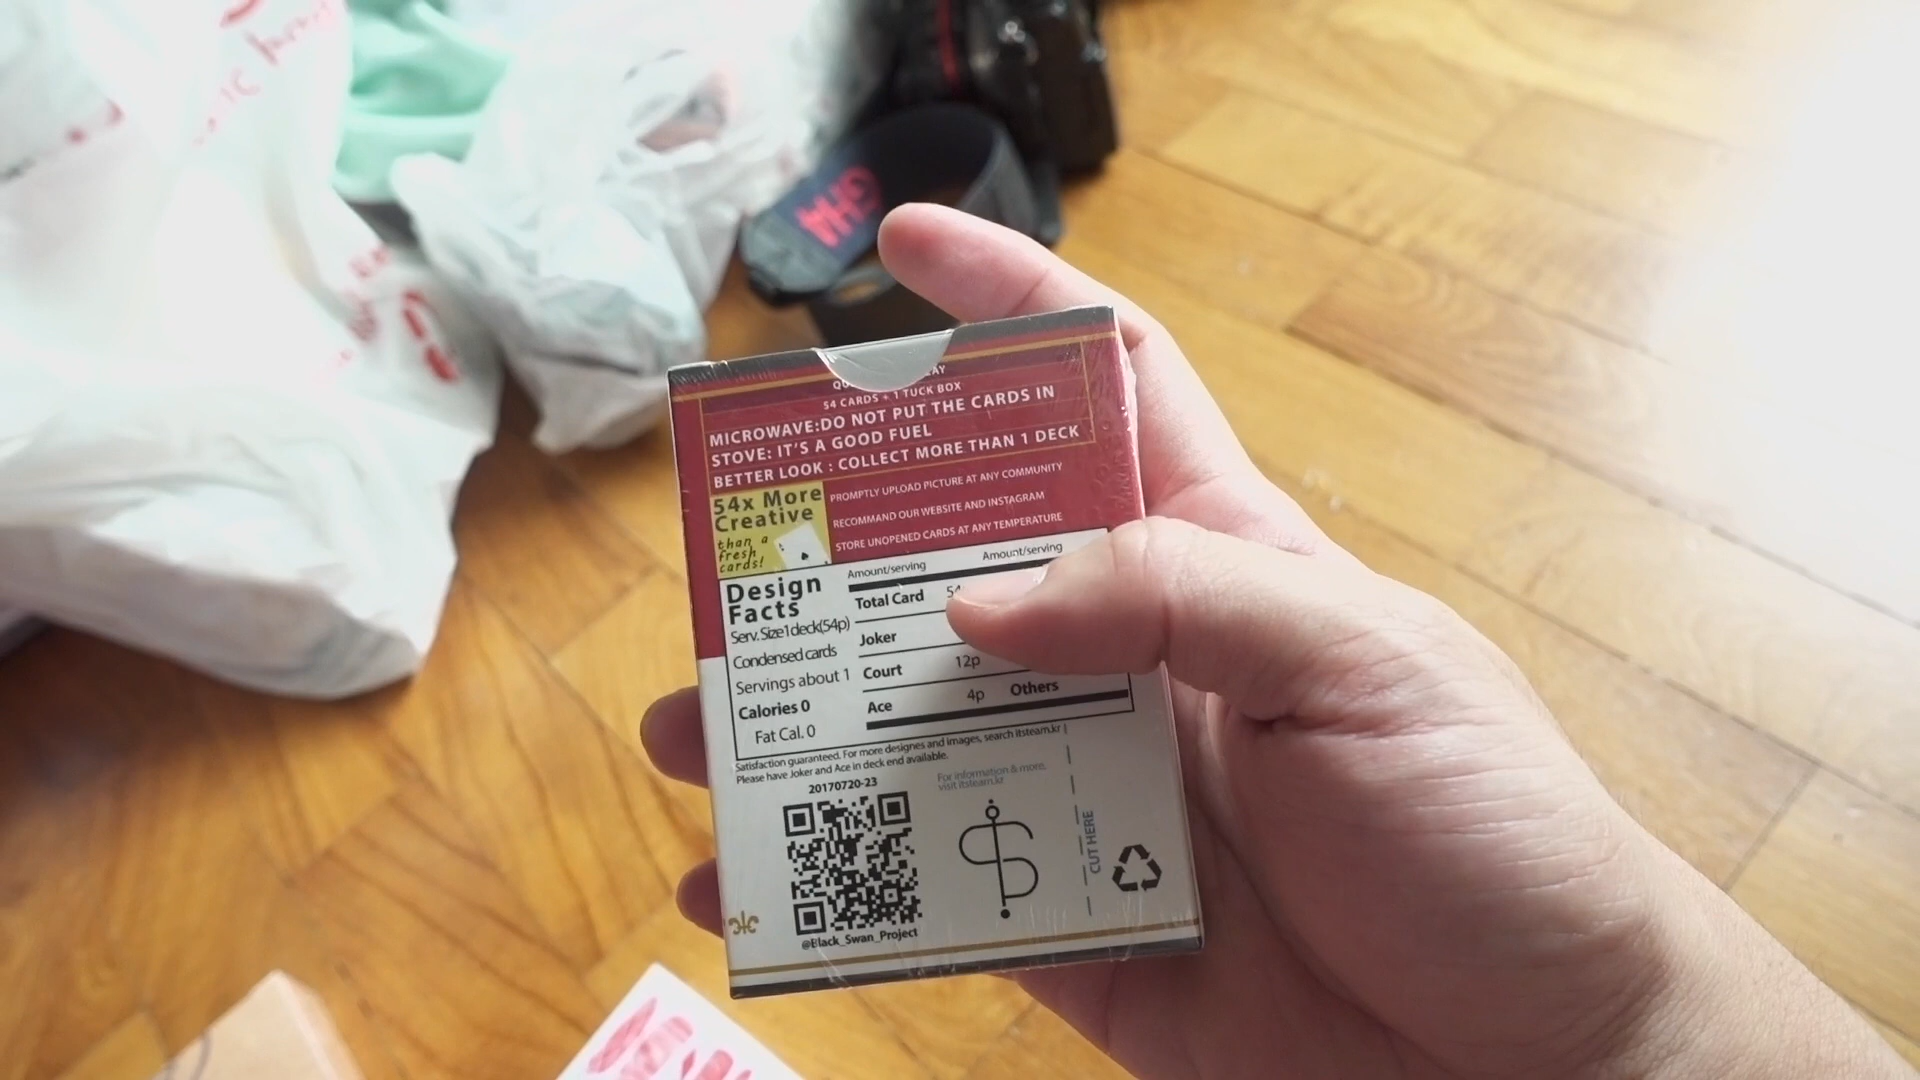 54 CARDS + 1 TUCK BOX
MICROWAVE:DO NOT PUT THE CARDS IN
STOVE: IT'S A GOOD FUEL
BETTER LOOK : COLLECT MORE THAN 1 DECK
54x More
Creative
than a
fresh
cards!
PROMPTLY UPLOAD PICTURE AT ANY COMMUNITY
RECOMMAND OUR WEBSITE AND INSTAGRAM
STORE UNOPENED CARDS AT ANY TEMPERATURE
Design
Facts
Serv. Size1deck(54p)
Condensed cards
Servings about 1
Calories 0
Fat Cal. 0
Amount/serving Amount/serving
Total Card
Joker
Court 12p
Ace 4p Others
Satisfaction guaranteed. For more designes and images, search itsteam.kr
Please have Joker and Ace in deck end available.
20170720-23
@Black_Swan_Project
For information & more,
visit itsteam.kr
CUT HERE